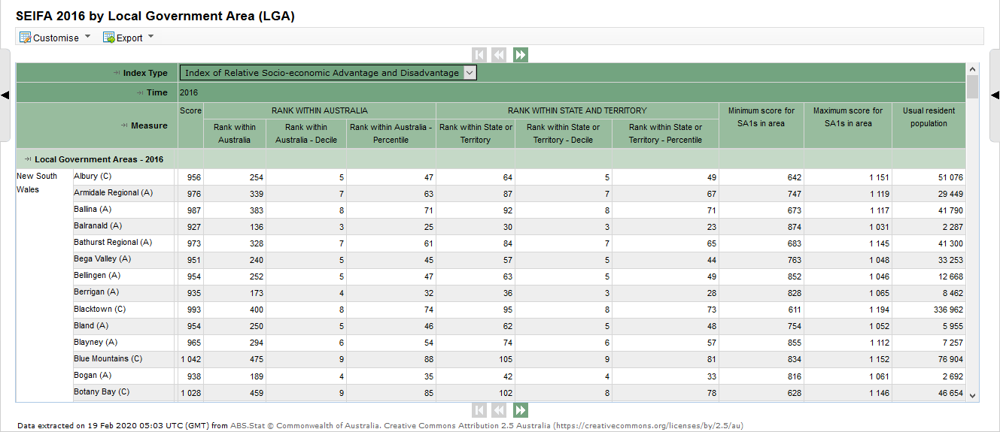 SEIFA 2016 by Local Government Area (LGA)
Customise Export
Index Type Index of Relative Socio-economic Advantage and Disadvantage
Time 2016
Measure Score RANK WITHIN AUSTRALIA RANK WITHIN STATE AND TERRITORY Minimum score for SA1s in area Maximum score for SA1s in area Usual resident population
Rank within Australia Rank within Australia - Decile Rank within Australia - Percentile Rank within State or Territory Rank within State or Territory - Decile Rank within State or Territory - Percentile
Local Government Areas - 2016
New South Wales Albury (C) 956 254 5 47 64 5 49 642 1 151 51 076
Armidale Regional (A) 976 339 7 63 87 7 67 747 1 119 29 449
Ballina (A) 987 383 8 71 92 8 71 673 1 117 41 790
Balranald (A) 927 136 3 25 30 3 23 874 1 031 2 287
Bathurst Regional (A) 973 328 7 61 84 7 65 683 1 145 41 300
Bega Valley (A) 951 240 5 45 57 5 44 763 1 048 33 253
Bellingen (A) 954 252 5 47 63 5 49 852 1 046 12 668
Berrigan (A) 935 173 4 32 36 3 28 828 1 065 8 462
Blacktown (C) 993 400 8 74 95 8 73 611 1 194 336 962
Bland (A) 954 250 5 46 62 5 48 754 1 052 5 955
Blayney (A) 965 294 6 54 74 6 57 855 1 112 7 257
Blue Mountains (C) 1 042 475 9 88 105 9 81 834 1 152 76 904
Bogan (A) 938 189 4 35 42 4 33 816 1 061 2 692
Botany Bay (C) 1 028 459 9 85 102 8 78 628 1 146 46 654
Data extracted on 19 Feb 2020 05:03 UTC (GMT) from ABS.Stat © Commonwealth of Australia. Creative Commons Attribution 2.5 Australia (https://creativecommons.org/licenses/by/2.5/au)